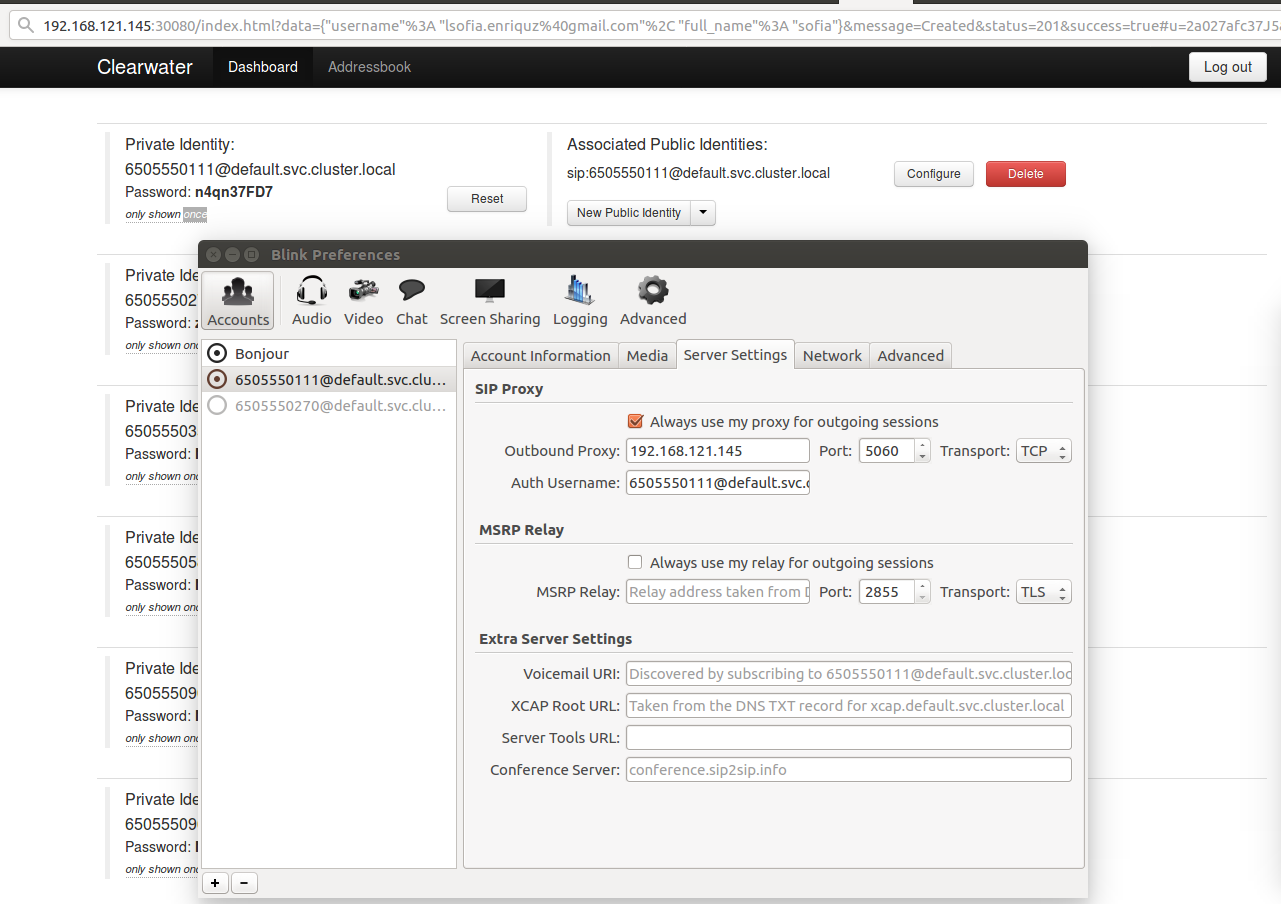 192.168.121.145:30080/index.html?data={"username"%3A "lsofia.enriquz%40gmail.com"%2C "full_name"%3A "sofia"}&message=Created&status=201&success=true#u=2a027afc37J5
Clearwater Dashboard Addressbook Log out
Private Identity:
6505550111@default.svc.cluster.local
Password: n4qn37FD7
only shown once
Reset
Associated Public Identities:
sip:6505550111@default.svc.cluster.local
Configure Delete
New Public Identity
Private Ide
65055502
Password: z
only shown onc
Private Ide
65055503
Password:
only shown onc
Private Ide
65055505
Password:
only shown onc
Private Ide
650555090
Password:
only shown onc
Private Ide
650555090
Password:
only shown onc
Blink Preferences
Accounts Audio Video Chat Screen Sharing Logging Advanced
Bonjour
6505550111@default.svc.clu...
6505550270@default.svc.clu...
Account Information Media Server Settings Network Advanced
SIP Proxy
Always use my proxy for outgoing sessions
Outbound Proxy: 192.168.121.145 Port: 5060 Transport: TCP
Auth Username: 6505550111@default.svc.c
MSRP Relay
Always use my relay for outgoing sessions
MSRP Relay: Relay address taken from D Port: 2855 Transport: TLS
Extra Server Settings
Voicemail URI: Discovered by subscribing to 6505550111@default.svc.cluster.loc
XCAP Root URL: Taken from the DNS TXT record for xcap.default.svc.cluster.local
Server Tools URL:
Conference Server: conference.sip2sip.info
+ −